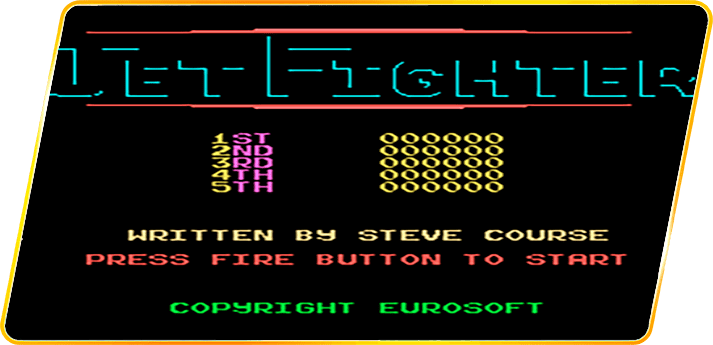 JET FIGHTER
1ST 000000
2ND 000000
3RD 000000
4TH 000000
5TH 000000
WRITTEN BY STEVE COURSE
PRESS FIRE BUTTON TO START
COPYRIGHT EUROSOFT